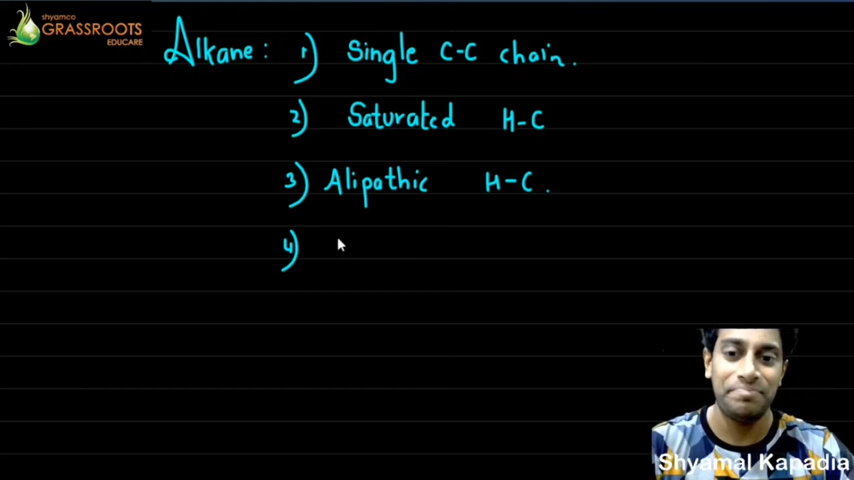 shyamco
GRASSROOTS
EDUCARE
Alkane: 1) Single C-C chain.
2) Saturated H-C
3) Alipathic H-C.
4)
Shyamal Kapadia